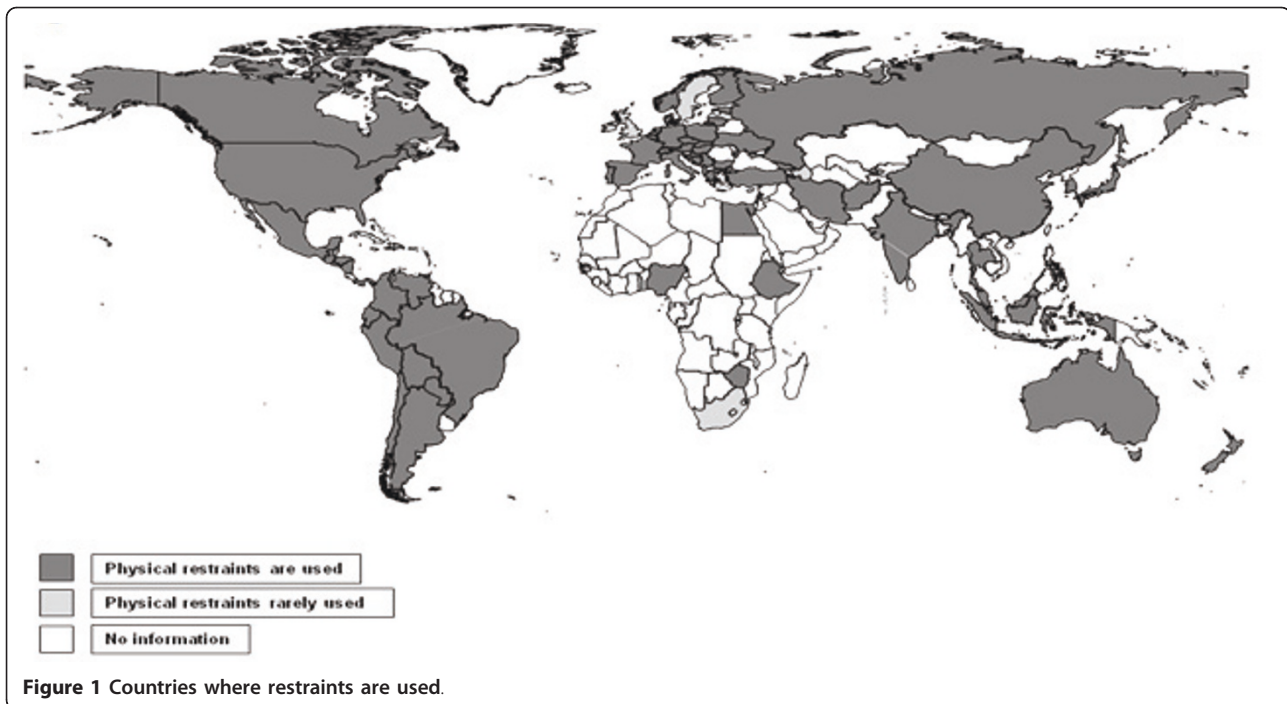 Physical restraints are used
Physical restraints rarely used
No information
Figure 1 Countries where restraints are used.